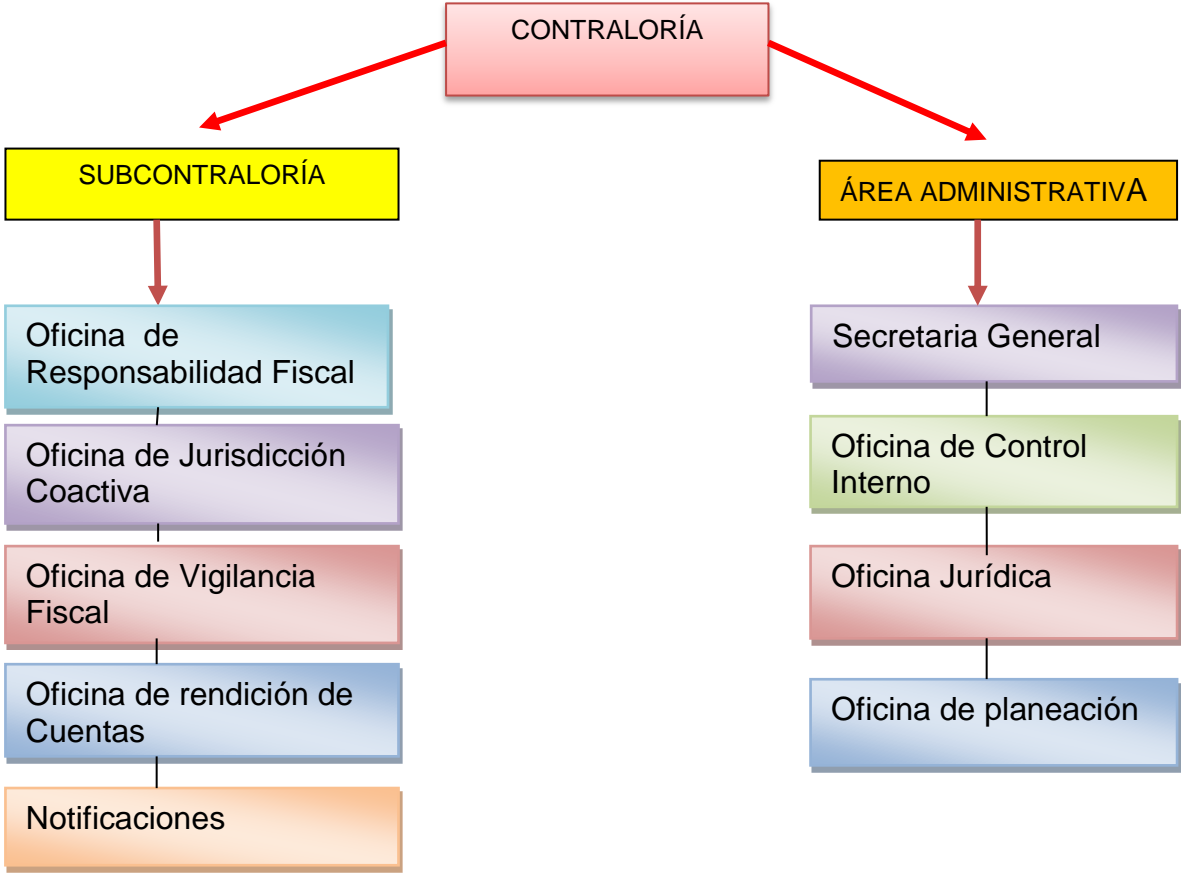 CONTRALORÍA
SUBCONTRALORÍA
Oficina de
Responsabilidad Fiscal
Oficina de Jurisdicción
Coactiva
Oficina de Vigilancia
Fiscal
Oficina de rendición de
Cuentas
Notificaciones
ÁREA ADMINISTRATIVA
Secretaria General
Oficina de Control
Interno
Oficina Jurídica
Oficina de planeación